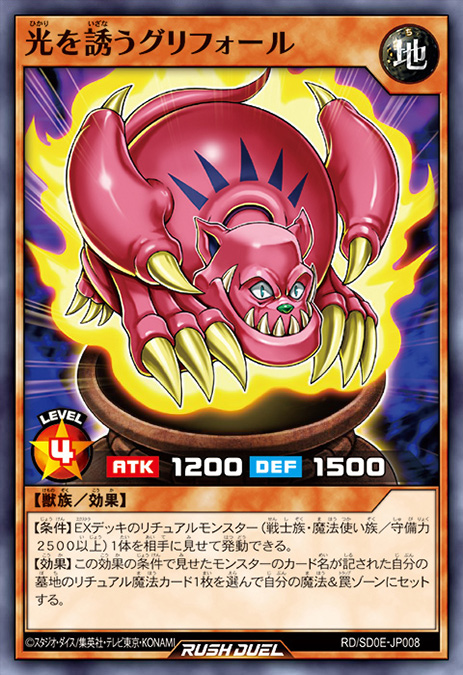 光を誘うグリフォール
ひかり いざな
地
LEVEL
4
ATK 1200 DEF 1500
【獣族／効果】
【条件】EXデッキのリチュアルモンスター（戦士族・魔法使い族／守備力
2500以上）1体を相手に見せて発動できる。
【効果】この効果の条件で見せたモンスターのカード名が記された自分の
墓地のリチュアル魔法カード1枚を選んで自分の魔法&罠ゾーンにセット
する。
©スタジオ・ダイス/集英社・テレビ東京・KONAMI
RUSH DUEL
RD/SD0E-JP008